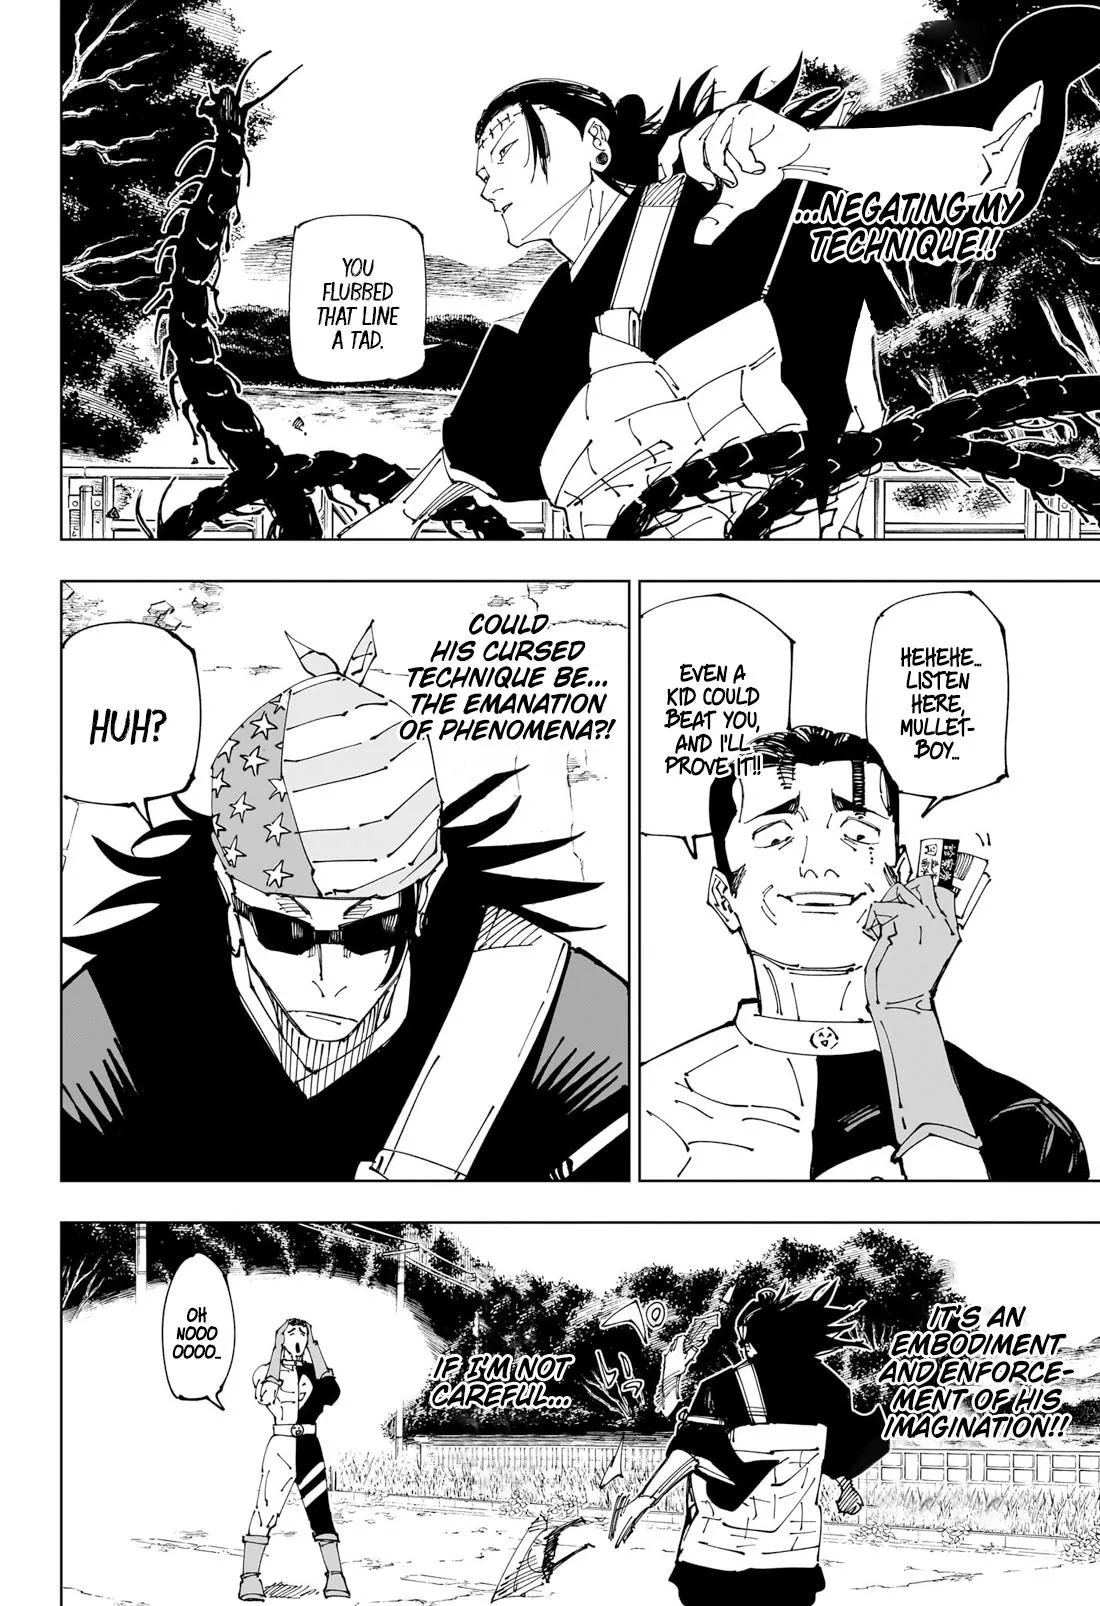 ...NEGATING MY
TECHNIQUE!!
YOU
FLUBBED
THAT LINE
A TAD.
HEHEHE...
LISTEN
HERE,
MULLET-
BOY...
EVEN A
KID COULD
BEAT YOU,
AND I'LL
PROVE IT!!
COULD
HIS CURSED
TECHNIQUE BE...
THE EMANATION
OF PHENOMENA?!
HUH?
IT'S AN
EMBODIMENT
AND ENFORCE-
MENT OF HIS
IMAGINATION!!
IF I'M NOT
CAREFUL...
OH
NOOO
OOOOO...